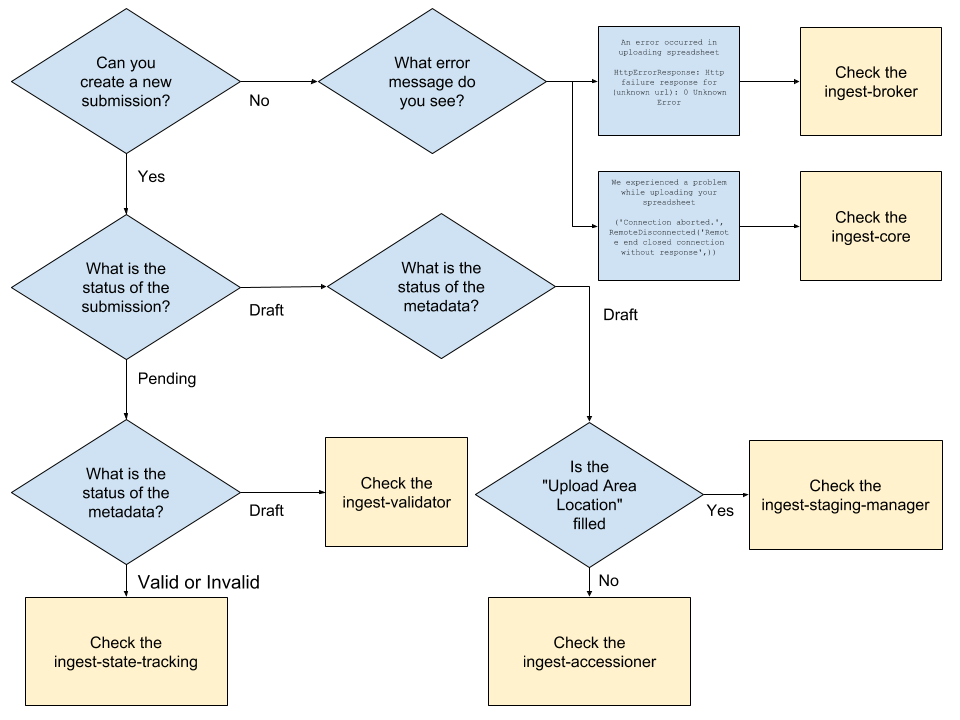 Can you
create a new
submission?
No
What error
message do
you see?
An error occurred in
uploading spreadsheet
HttpErrorResponse: Http
failure response for
(unknown url): 0 Unknown
Error
Check the
ingest-broker
Yes
We experienced a problem
while uploading your
spreadsheet
('Connection aborted.',
RemoteDisconnected('Remot
e end closed connection
without response',))
Check the
ingest-core
What is the
status of the
submission?
Draft
What is the
status of the
metadata?
Draft
Pending
What is the
status of the
metadata?
Draft
Check the
ingest-validator
Is the
"Upload Area
Location"
filled
Yes
Check the
ingest-staging-manager
Valid or Invalid
No
Check the
ingest-state-tracking
Check the
ingest-accessioner